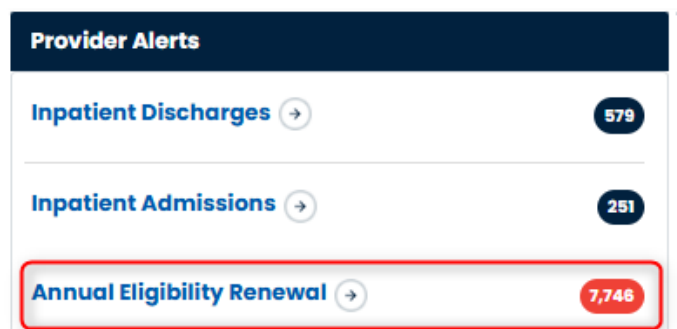 Provider Alerts
Inpatient Discharges 579
Inpatient Admissions 251
Annual Eligibility Renewal 7,746